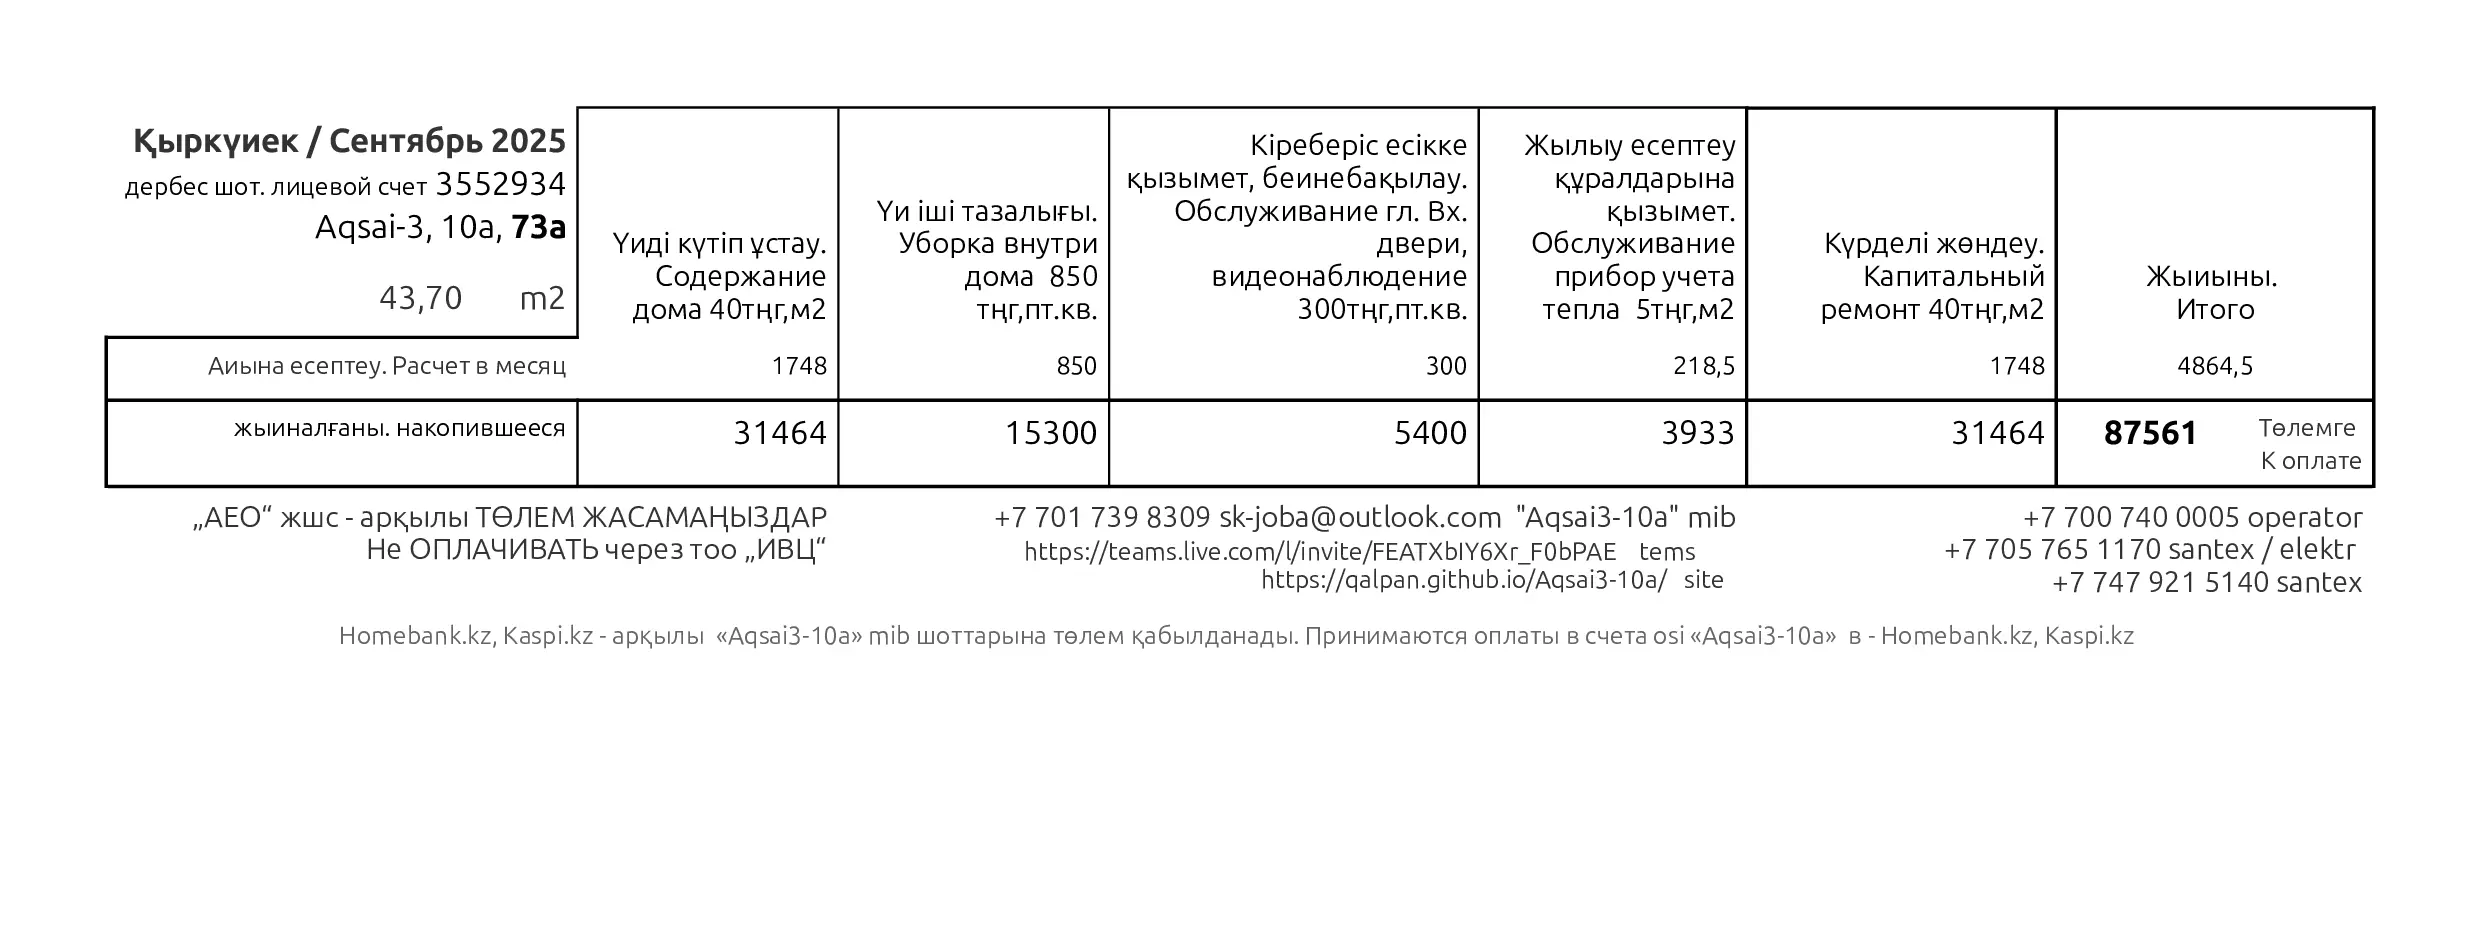 Қыркүиек / Сентябрь 2025
дербес шот. лицевой счет 3552934
Aqsai-3, 10a, 73a
43,70 m2
Үиді күтіп ұстау.
Содержание
дома 40тңг,м2
Үи іші тазалығы.
Уборка внутри
дома 850
тңг,пт.кв.
Кіреберіс есікке
қызымет, беинебақылау.
Обслуживание гл. Вх.
двери,
видеонаблюдение
300тңг,пт.кв.
Жылыу есептеу
құралдарына
қызымет.
Обслуживание
прибор учета
тепла 5тңг,м2
Күрделі жөндеу.
Капитальный
ремонт 40тңг,м2
Жыиыны.
Итого
Аиына есептеу. Расчет в месяц 1748 850 300 218,5 1748 4864,5
жыиналғаны. накопившееся 31464 15300 5400 3933 31464 87561 Төлемге
К оплате
„АЕО“ жшс - арқылы ТӨЛЕМ ЖАСАМАҢЫЗДАР
Не ОПЛАЧИВАТЬ через тоо „ИВЦ“
+7 701 739 8309 sk-joba@outlook.com "Aqsai3-10a" mib
https://teams.live.com/l/invite/FEATXbIY6Xr_F0bPAE tems
https://qalpan.github.io/Aqsai3-10a/ site
+7 700 740 0005 operator
+7 705 765 1170 santex / elektr
+7 747 921 5140 santex
Homebank.kz, Kaspi.kz - арқылы «Aqsai3-10a» mib шоттарына төлем қабылданады. Принимаются оплаты в счета osi «Aqsai3-10a» в - Homebank.kz, Kaspi.kz